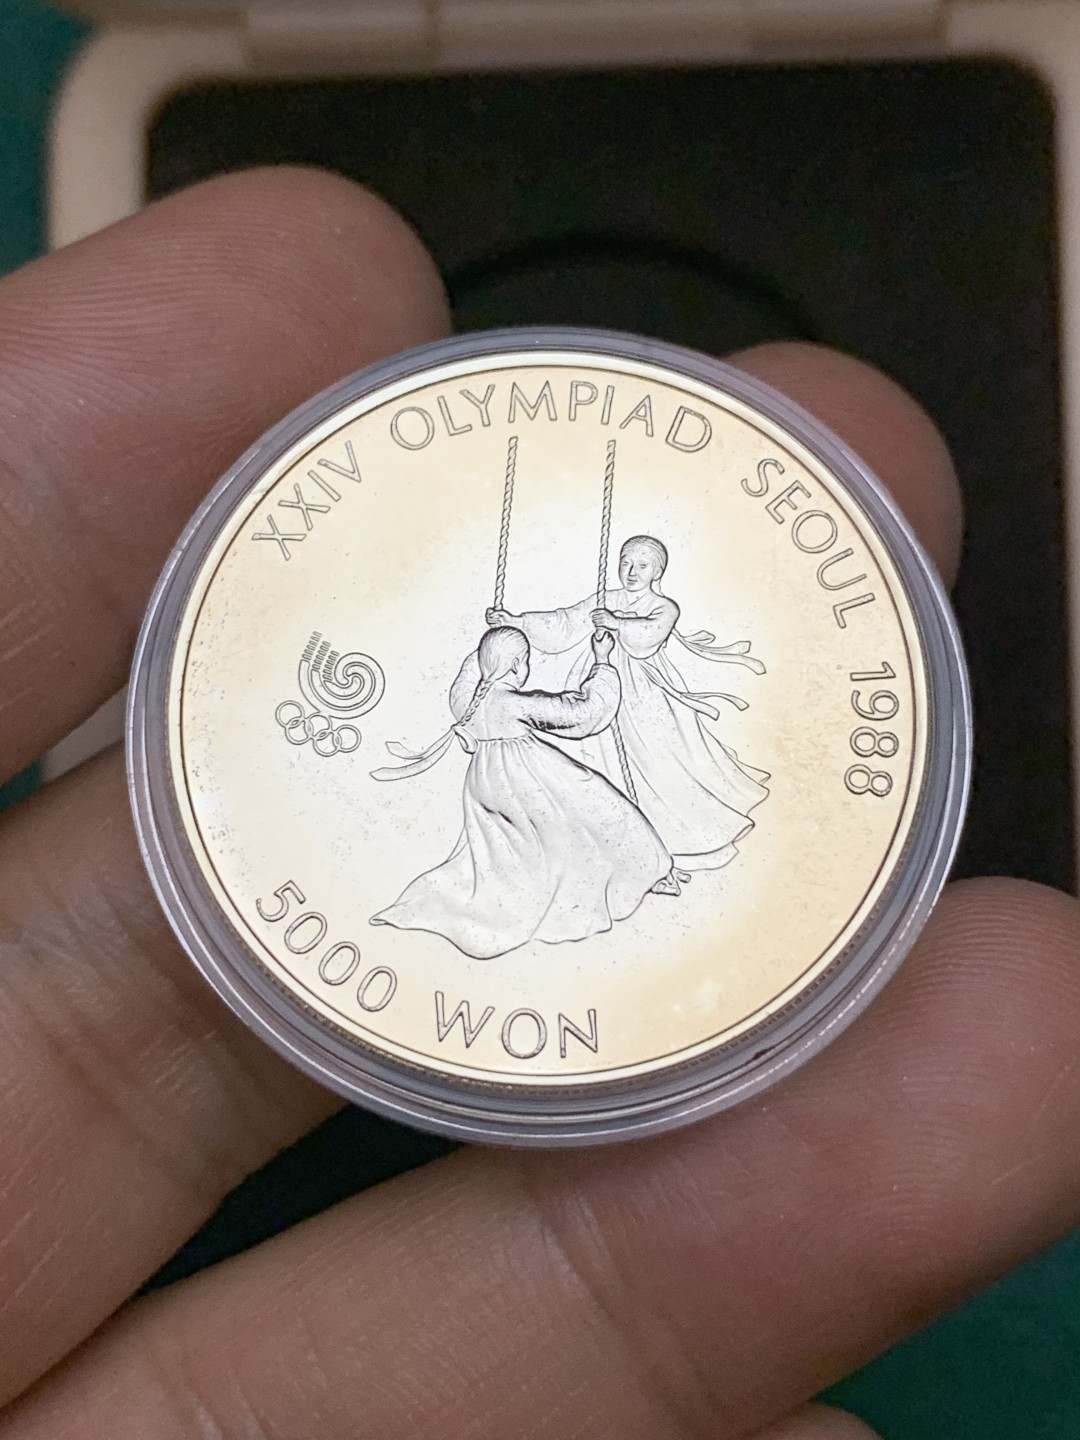 XXIV OLYMPIAD SEOUL 1988
5000 WON